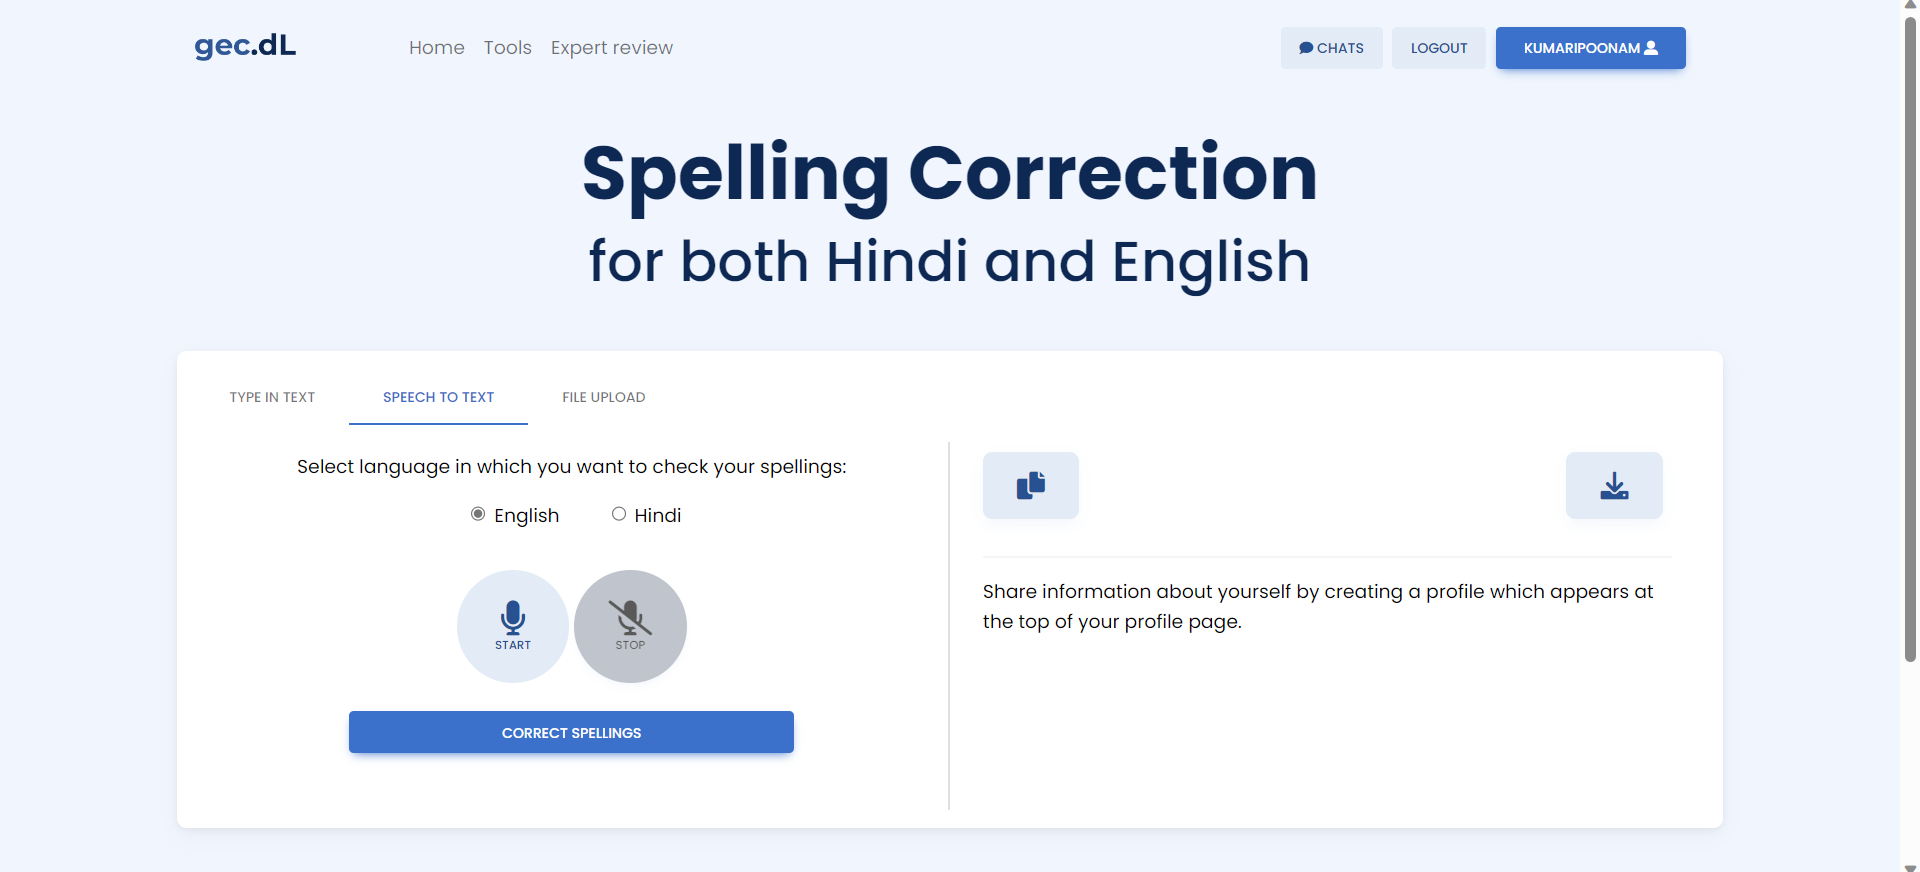 gec.dL
Home Tools Expert review
CHATS LOGOUT KUMARIPOONAM
Spelling Correction
for both Hindi and English
TYPE IN TEXT SPEECH TO TEXT FILE UPLOAD
Select language in which you want to check your spellings:
English Hindi
START STOP
CORRECT SPELLINGS
Share information about yourself by creating a profile which appears at
the top of your profile page.